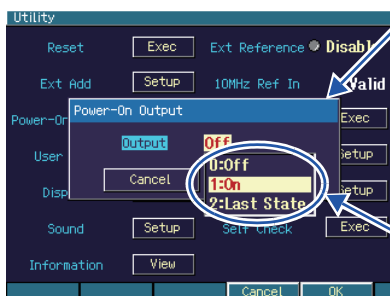 Utility
Reset Exec Ext Reference Disabl
Ext Add Setup 10MHz Ref In Valid
Power-On Output
Power-On Exec
Output Off
User Setup
0:Off
Cancel
1:On
Disp Setup
2:Last State
Sound Setup Self Check Exec
Information View
Cancel OK